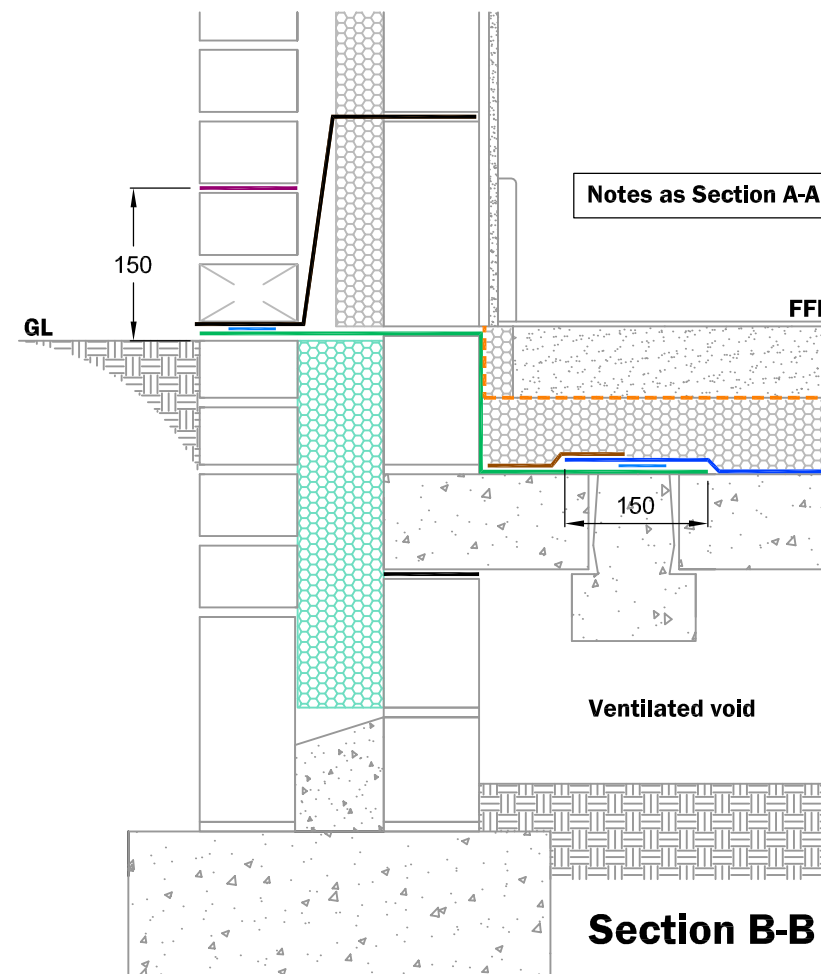 Notes as Section A-A
150
FFL
GL
150
Ventilated void
Section B-B